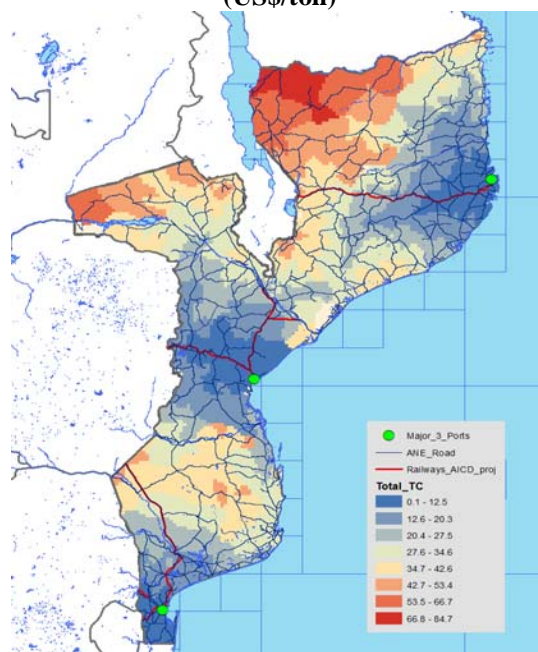 (US$/ton)
Major_3_Ports
ANE_Road
Railways_AICD_proj
Total_TC
0.1 - 12.5
12.6 - 20.3
20.4 - 27.5
27.6 - 34.6
34.7 - 42.6
42.7 - 53.4
53.5 - 66.7
66.8 - 84.7